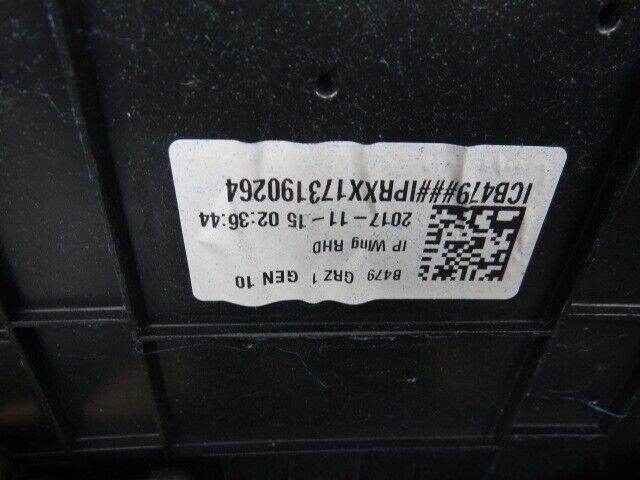 B479 GRZ 1 GEN 10
IP Wing RHD
2017-11-15 02:36:44
ICB479###IPRXX173190264